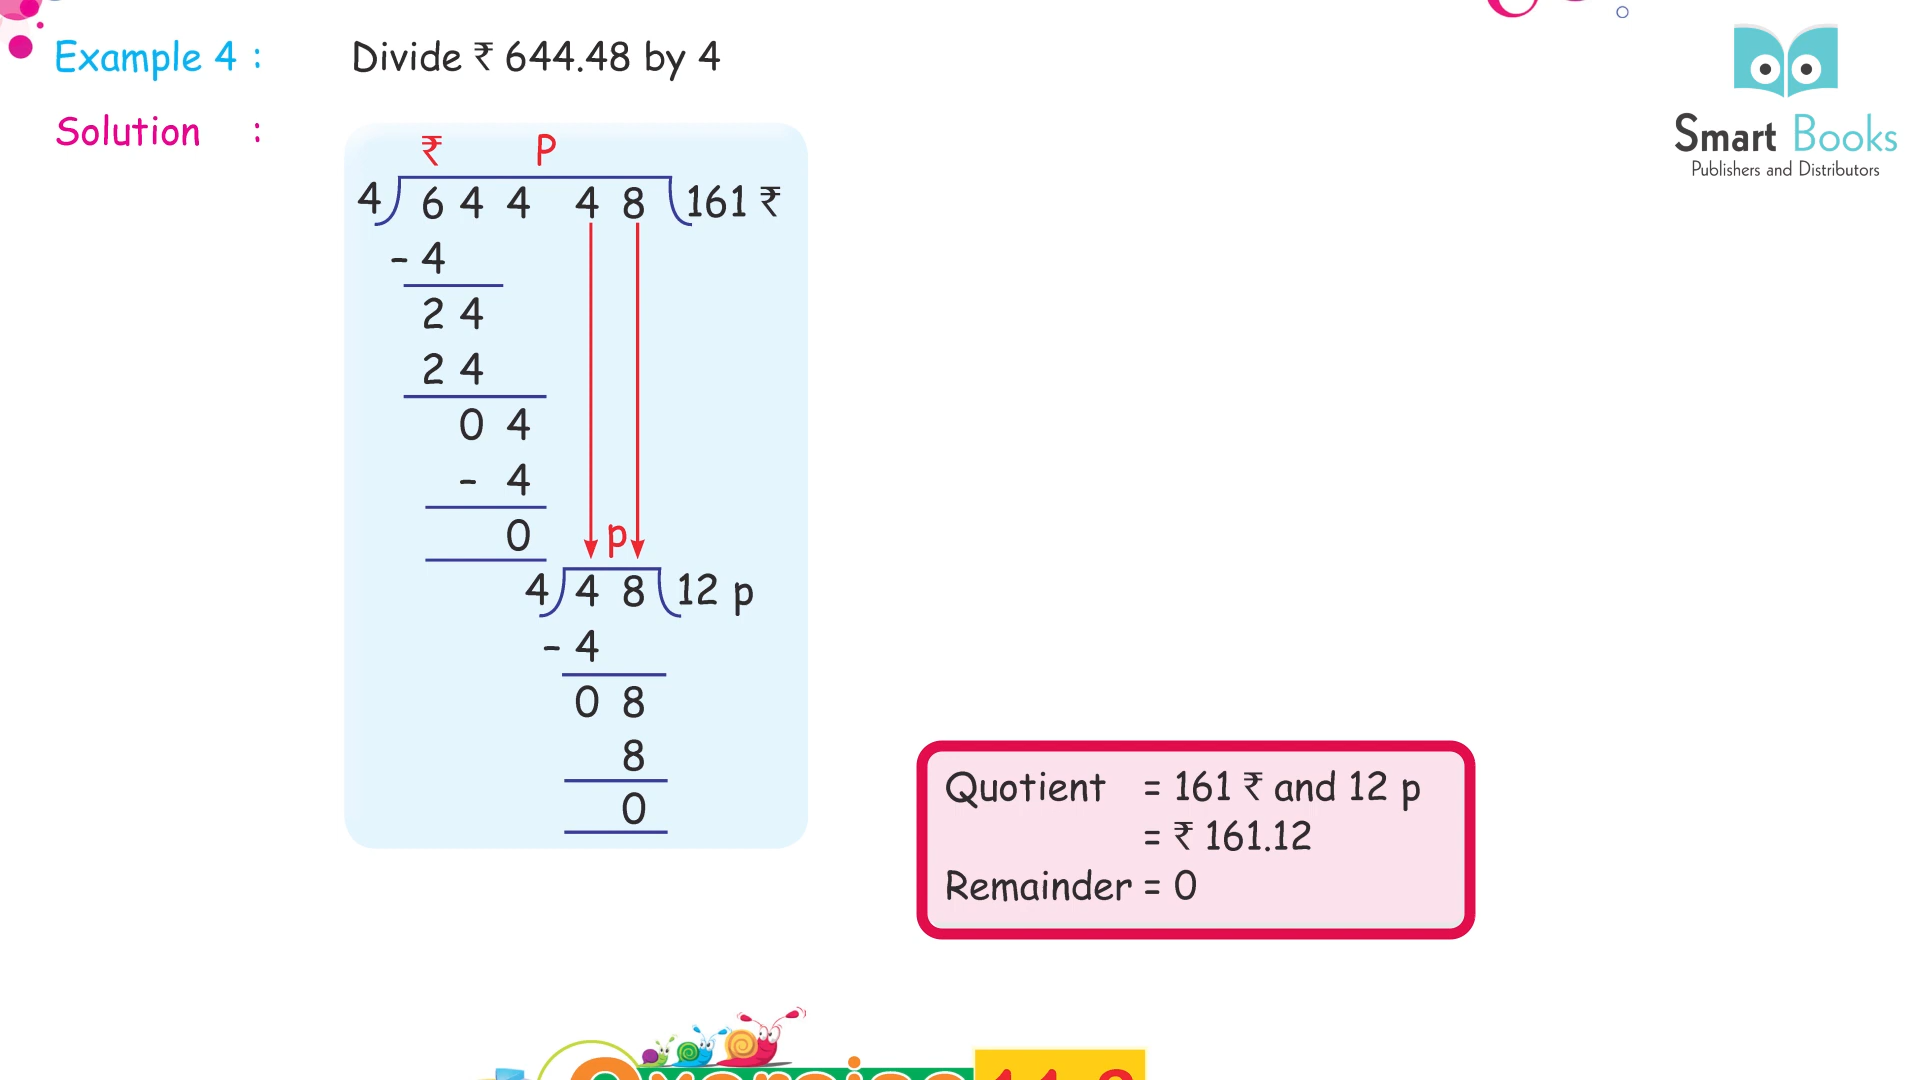 Example 4 : Divide ₹ 644.48 by 4
Smart Books
Publishers and Distributors
Solution :
₹ P
4 6 4 4 4 8 161 ₹
- 4
2 4
2 4
0 4
- 4
0
p
4 4 8 12 p
- 4
0 8
8
0
Quotient = 161 ₹ and 12 p
= ₹ 161.12
Remainder = 0